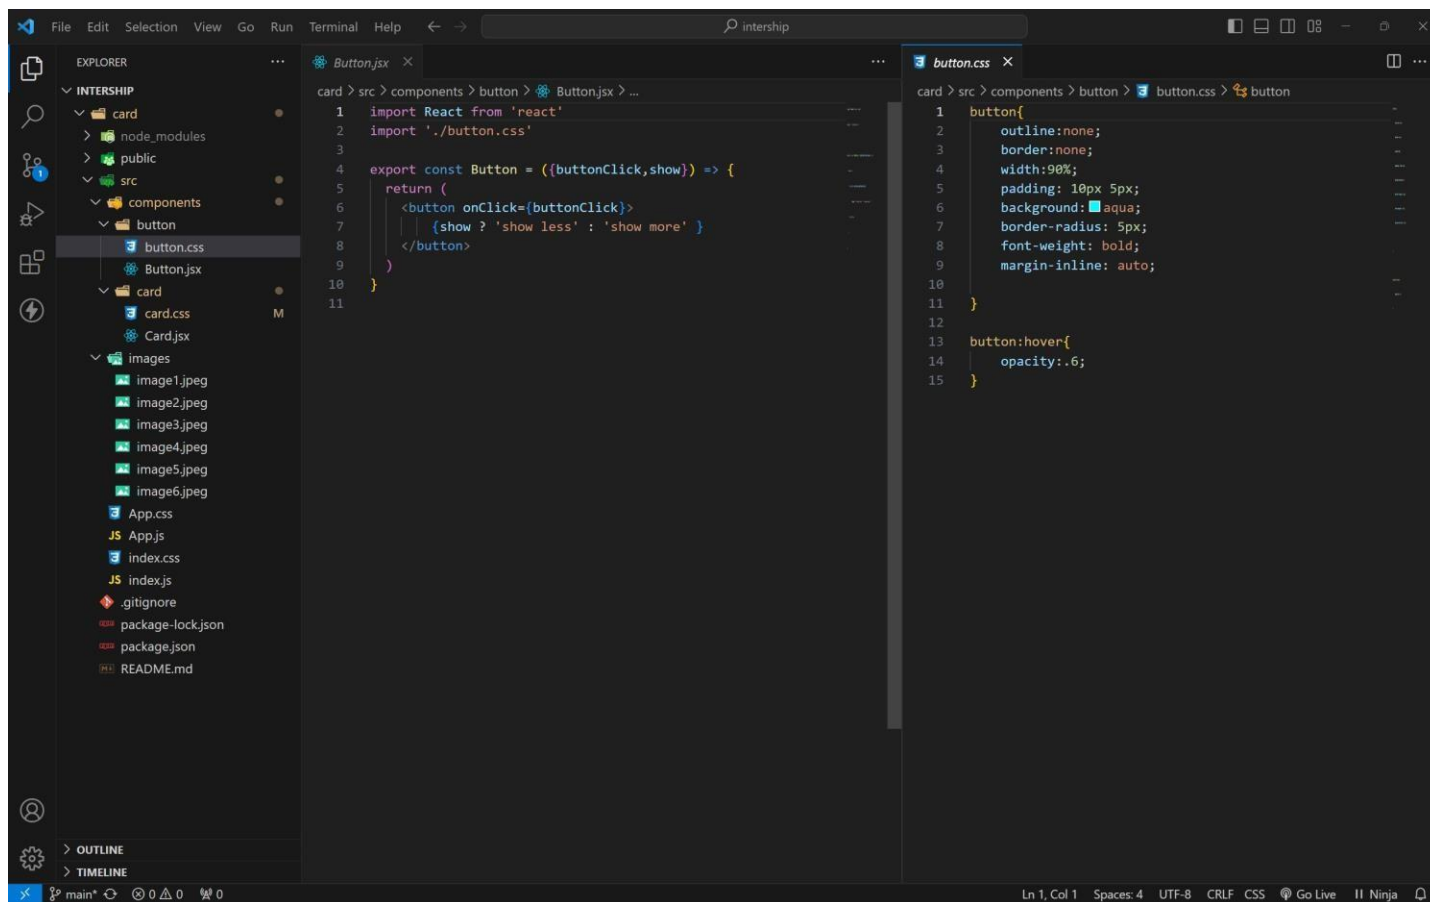 File Edit Selection View Go Run Terminal Help intership
EXPLORER
INTERSHIP
card
node_modules
public
src
components
button
button.css
Button.jsx
card
card.css M
Card.jsx
images
image1.jpeg
image2.jpeg
image3.jpeg
image4.jpeg
image5.jpeg
image6.jpeg
App.css
JS App.js
index.css
JS index.js
.gitignore
package-lock.json
package.json
README.md
OUTLINE
TIMELINE
1
Button.jsx
card > src > components > button > Button.jsx > ...
1 import React from 'react'
2 import './button.css'
3
4 export const Button = ({buttonClick,show}) => {
5 return (
6 <button onClick={buttonClick}>
7 {show ? 'show less' : 'show more' }
8 </button>
9 )
10 }
11
button.css
card > src > components > button > button.css > button
1 button{
2 outline:none;
3 border:none;
4 width:90%;
5 padding: 10px 5px;
6 background: aqua;
7 border-radius: 5px;
8 font-weight: bold;
9 margin-inline: auto;
10
11 }
12
13 button:hover{
14 opacity:.6;
15 }
main* 0 0 0 Ln 1, Col 1 Spaces: 4 UTF-8 CRLF CSS Go Live Ninja